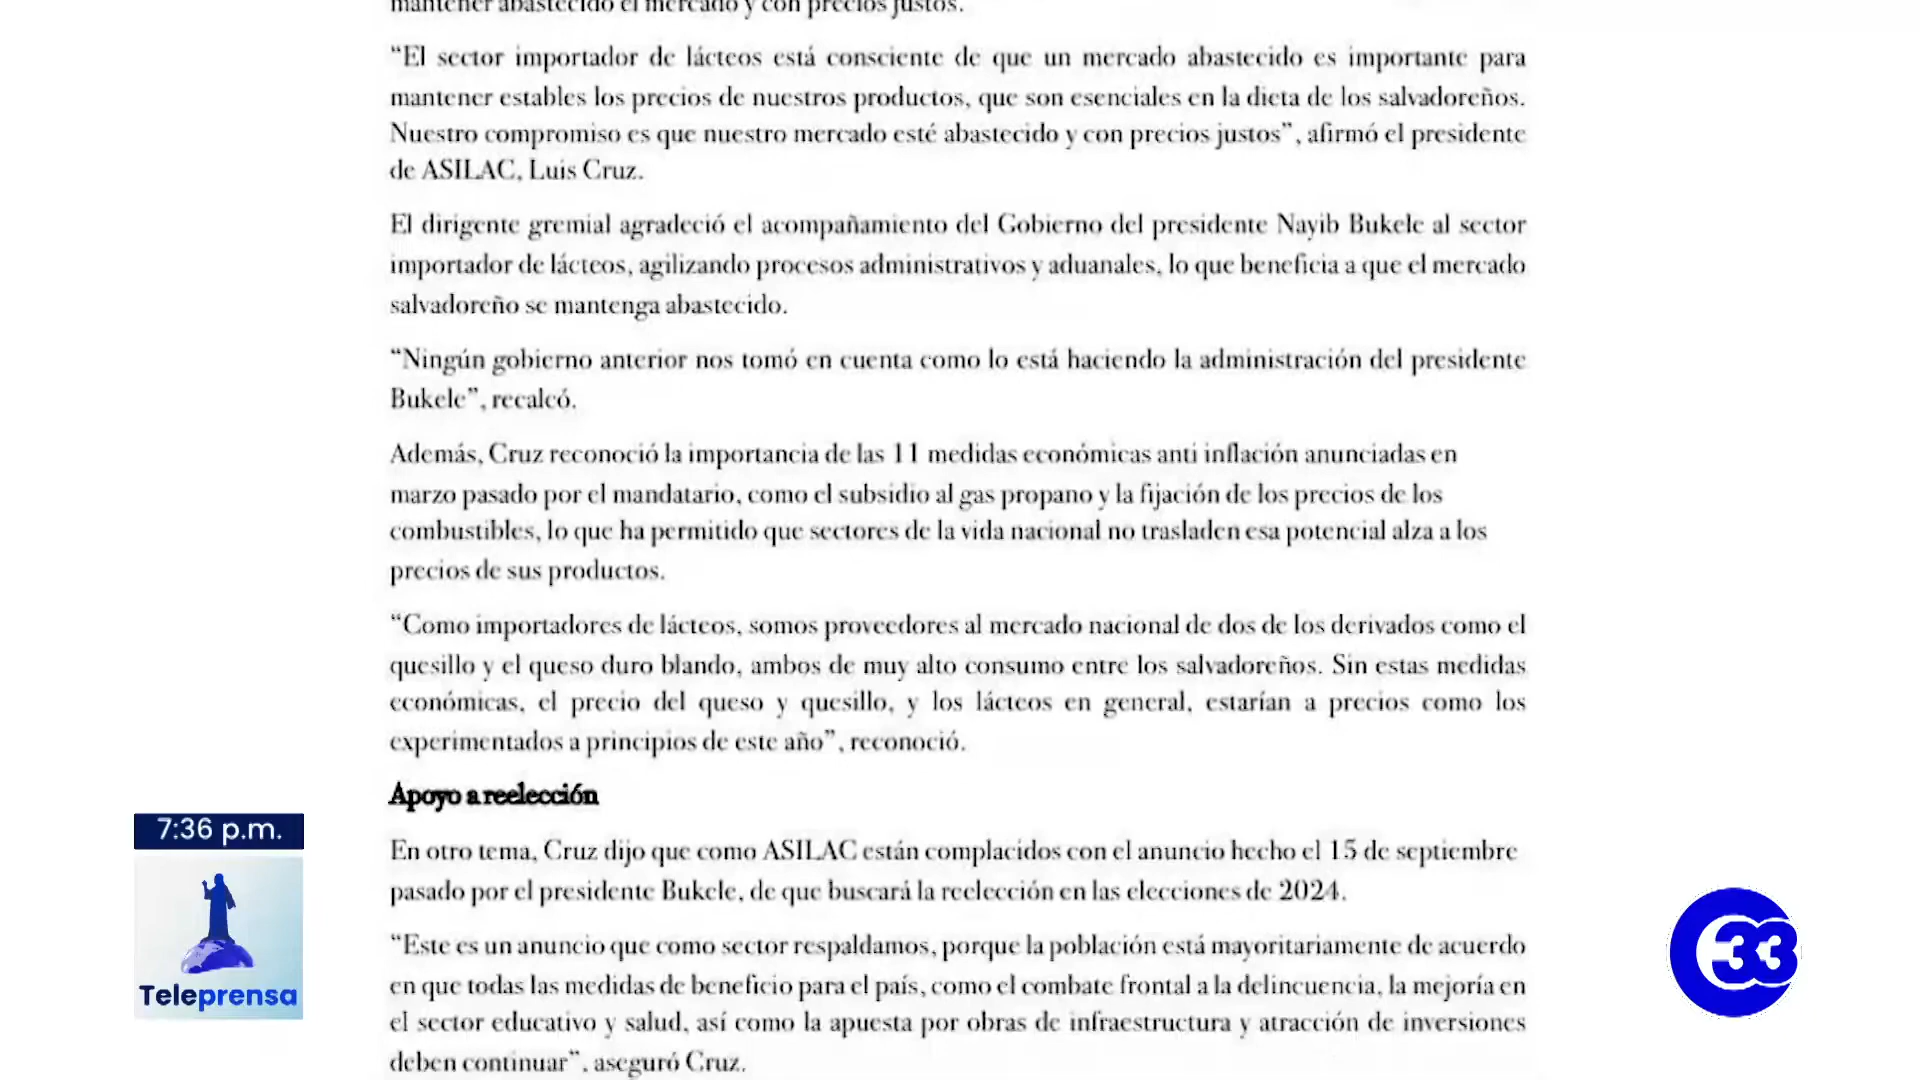 mantener abastecido el mercado y con precios justos.
“El sector importador de lácteos está consciente de que un mercado abastecido es importante para
mantener estables los precios de nuestros productos, que son esenciales en la dieta de los salvadoreños.
Nuestro compromiso es que nuestro mercado esté abastecido y con precios justos”, afirmó el presidente
de ASILAC, Luis Cruz.
El dirigente gremial agradeció el acompañamiento del Gobierno del presidente Nayib Bukele al sector
importador de lácteos, agilizando procesos administrativos y aduanales, lo que beneficia a que el mercado
salvadoreño se mantenga abastecido.
“Ningún gobierno anterior nos tomó en cuenta como lo está haciendo la administración del presidente
Bukele”, recalcó.
Además, Cruz reconoció la importancia de las 11 medidas económicas anti inflación anunciadas en
marzo pasado por el mandatario, como el subsidio al gas propano y la fijación de los precios de los
combustibles, lo que ha permitido que sectores de la vida nacional no trasladen esa potencial alza a los
precios de sus productos.
“Como importadores de lácteos, somos proveedores al mercado nacional de dos de los derivados como el
quesillo y el queso duro blando, ambos de muy alto consumo entre los salvadoreños. Sin estas medidas
económicas, el precio del queso y quesillo, y los lácteos en general, estarían a precios como los
experimentados a principios de este año”, reconoció.
Apoyo a reelección
En otro tema, Cruz dijo que como ASILAC están complacidos con el anuncio hecho el 15 de septiembre
pasado por el presidente Bukele, de que buscará la reelección en las elecciones de 2024.
“Este es un anuncio que como sector respaldamos, porque la población está mayoritariamente de acuerdo
en que todas las medidas de beneficio para el país, como el combate frontal a la delincuencia, la mejoría en
el sector educativo y salud, así como la apuesta por obras de infraestructura y atracción de inversiones
deben continuar”, aseguró Cruz.
7:36 p.m.
Teleprensa
33